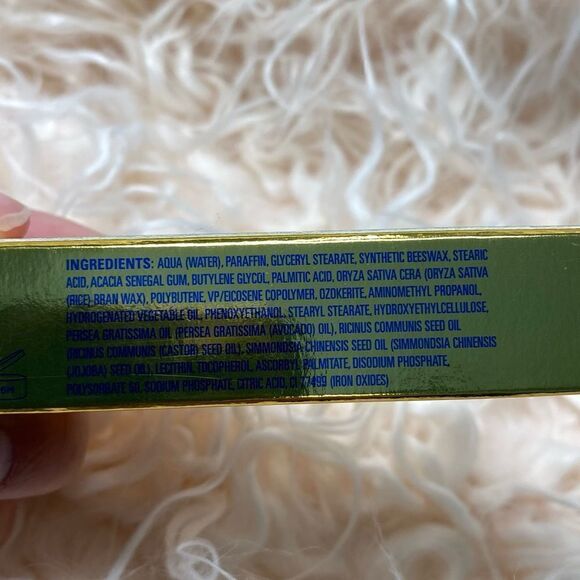 INGREDIENTS: AQUA (WATER), PARAFFIN, GLYCERYL STEARATE, SYNTHETIC BEESWAX, STEARIC
ACID, ACACIA SENEGAL GUM, BUTYLENE GLYCOL, PALMITIC ACID, ORYZA SATIVA CERA (ORYZA SATIVA
(RICE) BRAN WAX), POLYBUTENE, VP/EICOSENE COPOLYMER, OZOKERITE, AMINOMETHYL PROPANOL,
HYDROGENATED VEGETABLE OIL, PHENOXYETHANOL, STEARYL STEARATE, HYDROXYETHYLCELLULOSE,
PERSEA GRATISSIMA OIL (PERSEA GRATISSIMA (AVOCADO) OIL), RICINUS COMMUNIS SEED OIL
(RICINUS COMMUNIS (CASTOR) SEED OIL), SIMMONDSIA CHINENSIS SEED OIL (SIMMONDSIA CHINENSIS
(JOJOBA) SEED OIL), LECITHIN, TOCOPHEROL, ASCORBYL PALMITATE, DISODIUM PHOSPHATE,
POLYSORBATE 60, SODIUM PHOSPHATE, CITRIC ACID, CI 77499 (IRON OXIDES)